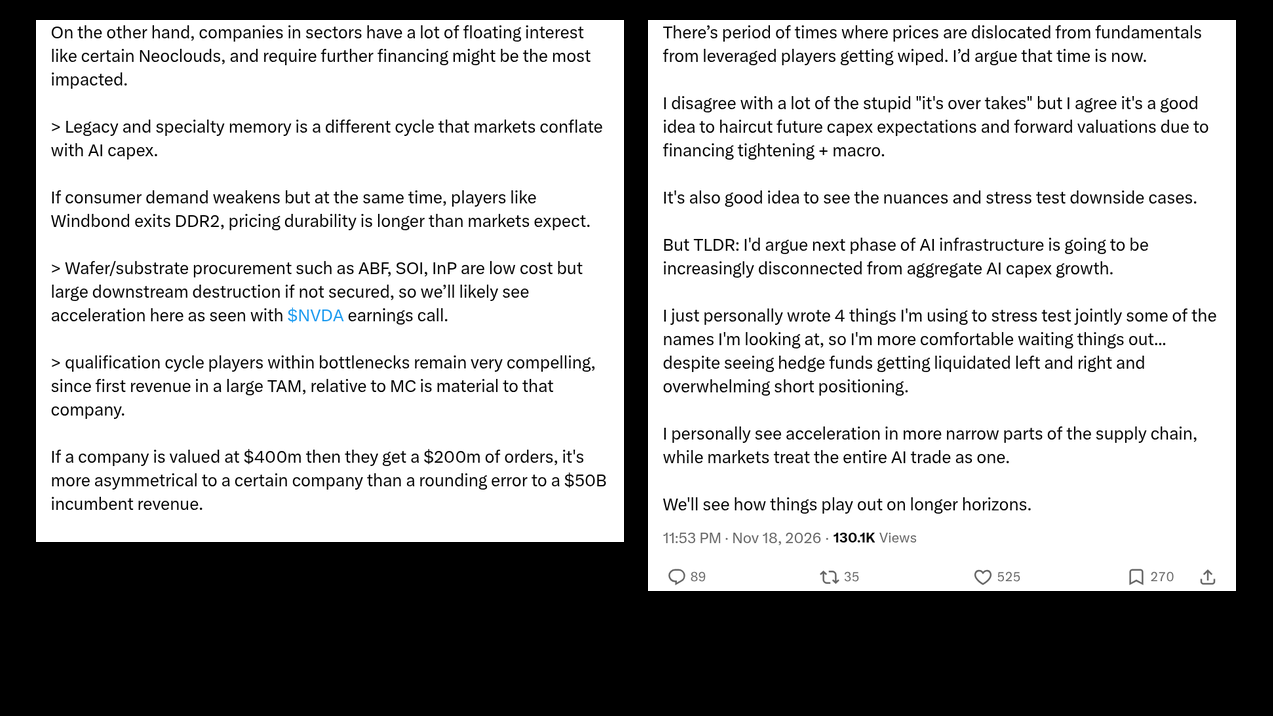 On the other hand, companies in sectors have a lot of floating interest
like certain Neoclouds, and require further financing might be the most
impacted.
> Legacy and specialty memory is a different cycle that markets conflate
with AI capex.
If consumer demand weakens but at the same time, players like
Windbond exits DDR2, pricing durability is longer than markets expect.
> Wafer/substrate procurement such as ABF, SOI, InP are low cost but
large downstream destruction if not secured, so we’ll likely see
acceleration here as seen with $NVDA earnings call.
> qualification cycle players within bottlenecks remain very compelling,
since first revenue in a large TAM, relative to MC is material to that
company.
If a company is valued at $400m then they get a $200m of orders, it's
more asymmetrical to a certain company than a rounding error to a $50B
incumbent revenue.
There’s period of times where prices are dislocated from fundamentals
from leveraged players getting wiped. I’d argue that time is now.
I disagree with a lot of the stupid "it's over takes" but I agree it's a good
idea to haircut future capex expectations and forward valuations due to
financing tightening + macro.
It's also good idea to see the nuances and stress test downside cases.
But TLDR: I'd argue next phase of AI infrastructure is going to be
increasingly disconnected from aggregate AI capex growth.
I just personally wrote 4 things I'm using to stress test jointly some of the
names I'm looking at, so I'm more comfortable waiting things out...
despite seeing hedge funds getting liquidated left and right and
overwhelming short positioning.
I personally see acceleration in more narrow parts of the supply chain,
while markets treat the entire AI trade as one.
We'll see how things play out on longer horizons.
11:53 PM · Nov 18, 2026 · 130.1K Views
89 35 525 270